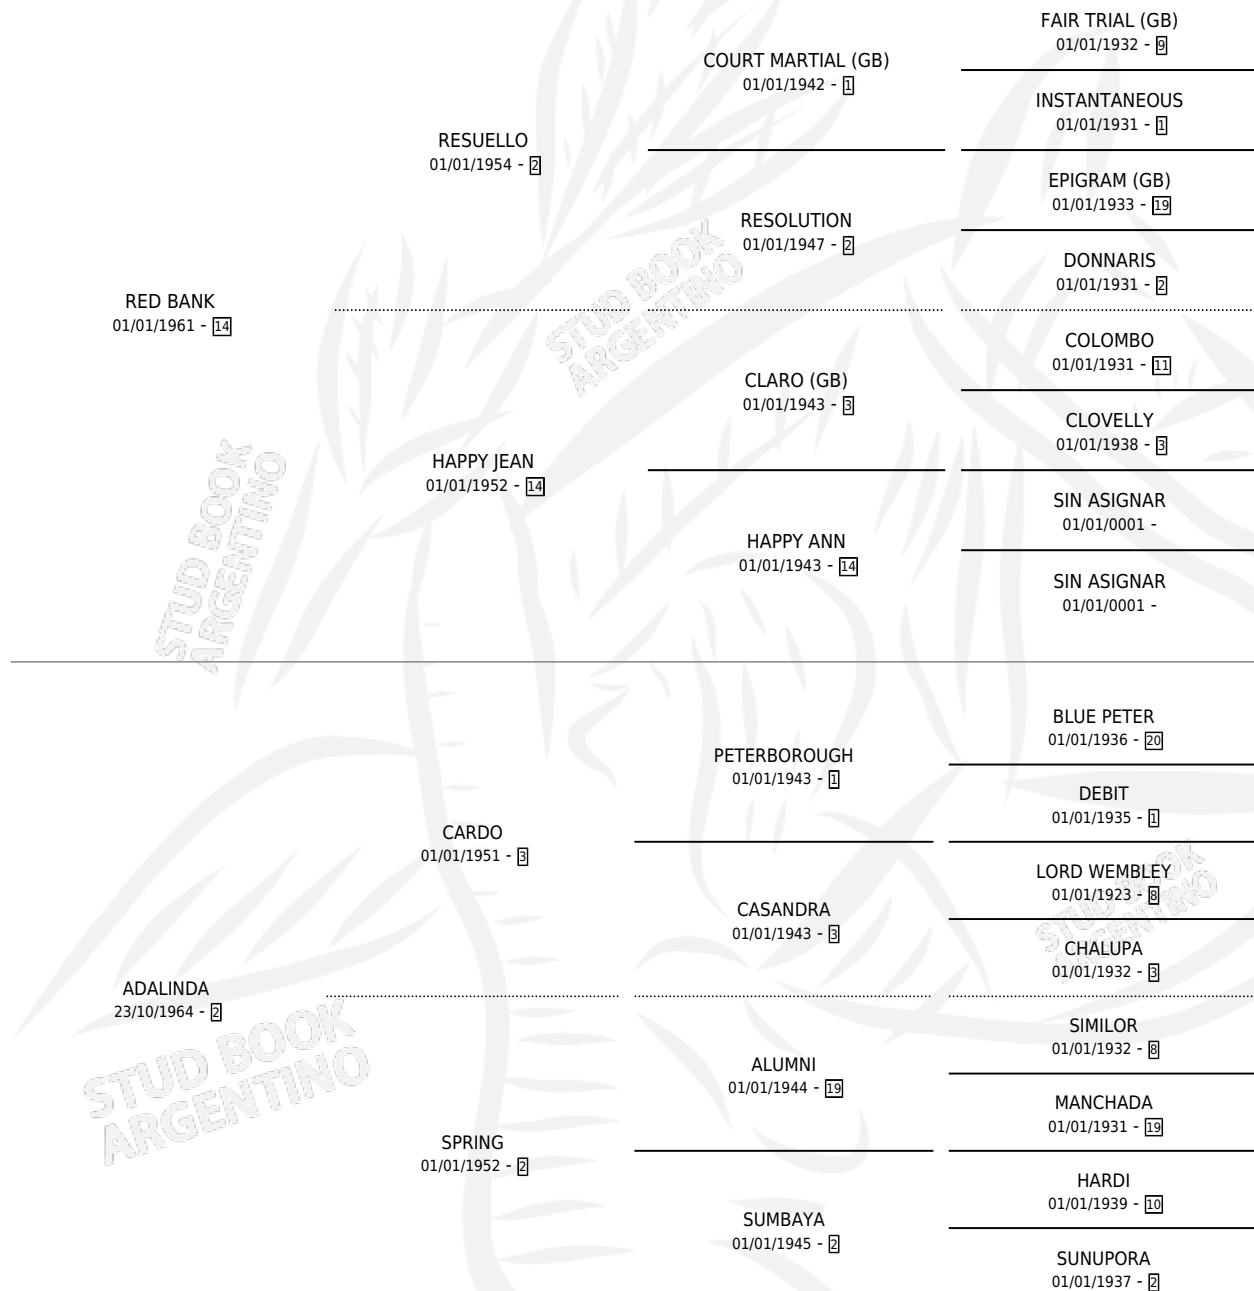 FAIR TRIAL (GB)
01/01/1932 - 9
COURT MARTIAL (GB)
01/01/1942 - 1
INSTANTANEOUS
01/01/1931 - 1
RESUELLO
01/01/1954 - 2
EPIGRAM (GB)
01/01/1933 - 19
RESOLUTION
01/01/1947 - 2
DONNARIS
01/01/1931 - 2
RED BANK
01/01/1961 - 14
COLOMBO
01/01/1931 - 11
CLARO (GB)
01/01/1943 - 3
CLOVELLY
01/01/1938 - 3
HAPPY JEAN
01/01/1952 - 14
SIN ASIGNAR
01/01/0001 -
HAPPY ANN
01/01/1943 - 14
SIN ASIGNAR
01/01/0001 -
STUD BOOK
ARGENTINO
STUD BOOK
ARGENTINO
BLUE PETER
01/01/1936 - 20
PETERBOROUGH
01/01/1943 - 1
DEBIT
01/01/1935 - 1
CARDO
01/01/1951 - 3
LORD WEMBLEY
01/01/1923 - 8
CASANDRA
01/01/1943 - 3
CHALUPA
01/01/1932 - 3
STUD BOOK
ARGENTINO
ADALINDA
23/10/1964 - 2
SIMILOR
01/01/1932 - 8
ALUMNI
01/01/1944 - 19
MANCHADA
01/01/1931 - 19
SPRING
01/01/1952 - 2
HARDI
01/01/1939 - 10
SUMBAYA
01/01/1945 - 2
SUNUPORA
01/01/1937 - 2
STUD BOOK
ARGENTINO